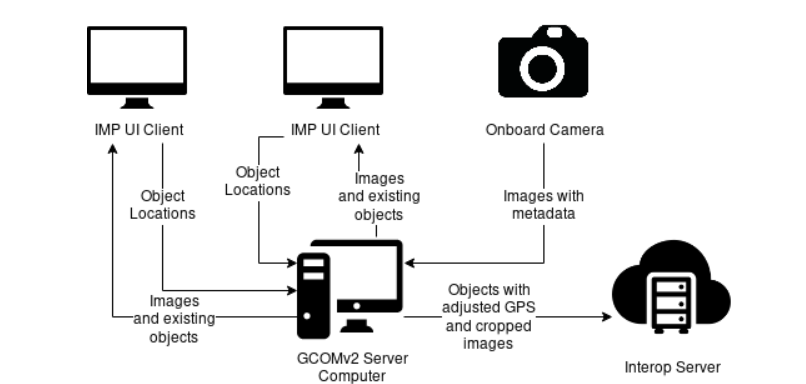 IMP UI Client
IMP UI Client
Onboard Camera
Object
Locations
Object
Locations
Images
and existing
objects
Images with
metadata
Images
and existing
objects
Objects with
adjusted GPS
and cropped
images
GCOMv2 Server
Computer
Interop Server